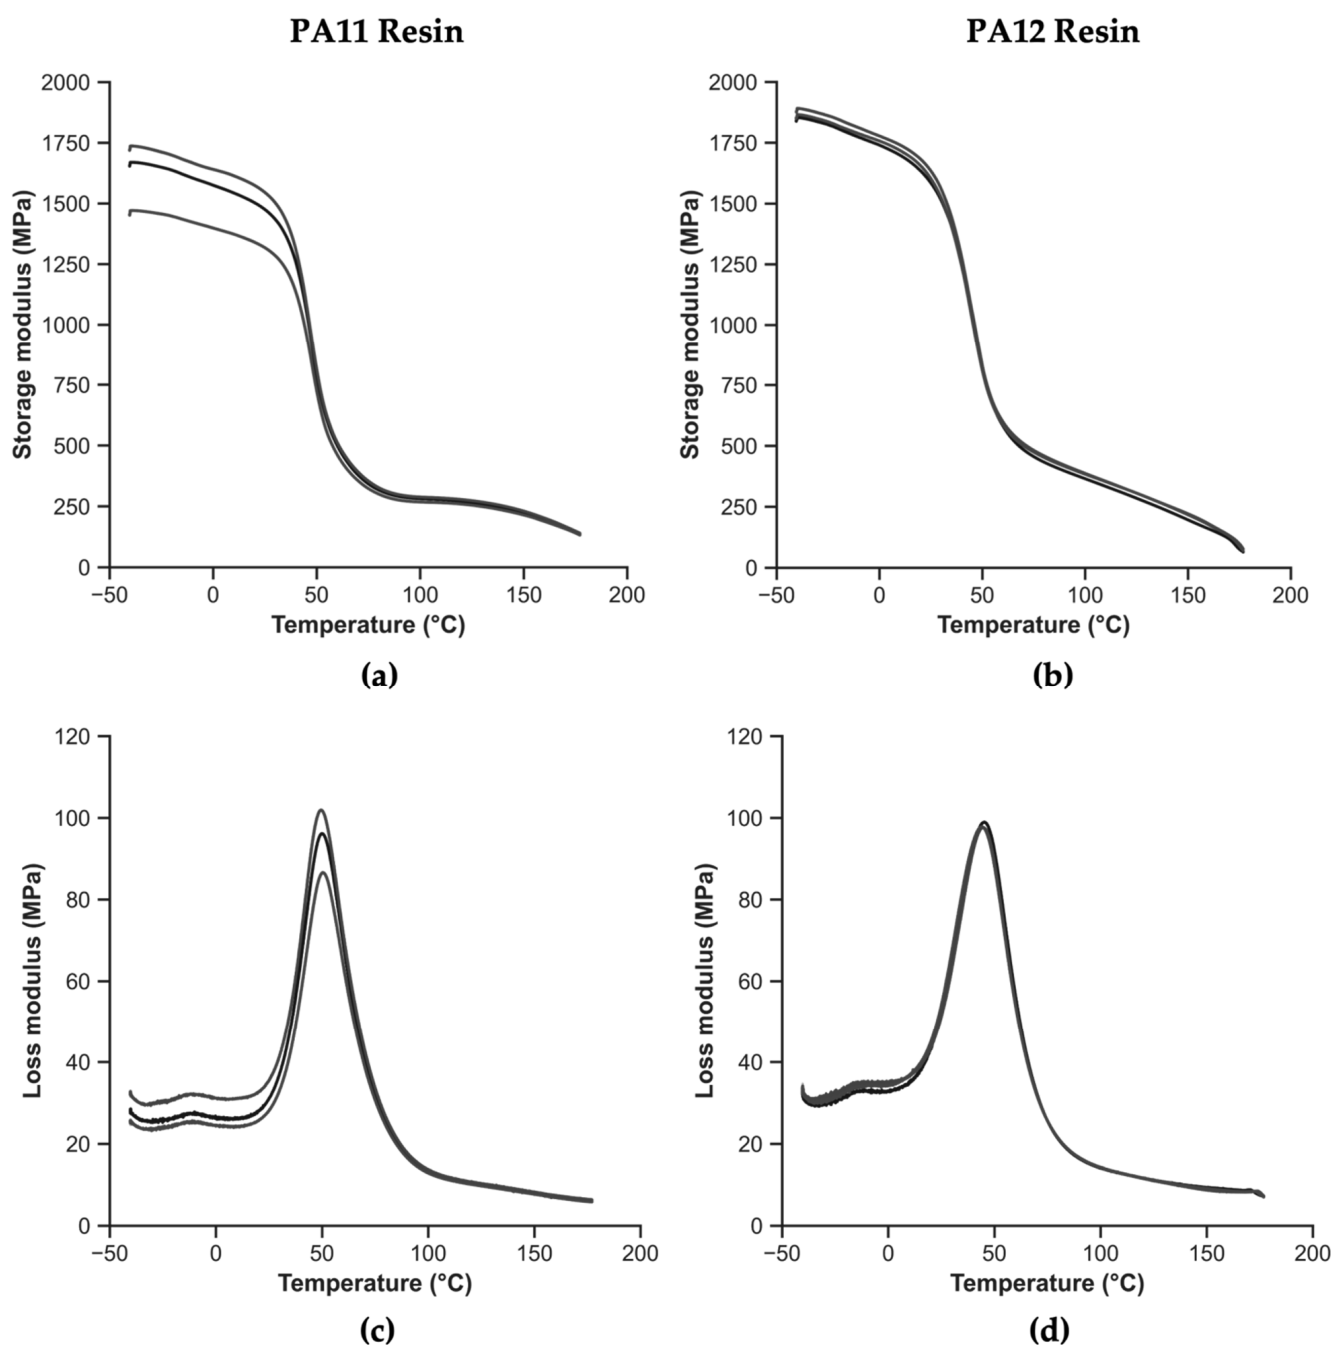 PA11 Resin
PA12 Resin
2000
1750
1500
1250
1000
750
500
250
0
Storage modulus (MPa)
−50 0 50 100 150 200
Temperature (°C)
(a)
2000
1750
1500
1250
1000
750
500
250
0
Storage modulus (MPa)
−50 0 50 100 150 200
Temperature (°C)
(b)
120
100
80
60
40
20
0
Loss modulus (MPa)
−50 0 50 100 150 200
Temperature (°C)
(c)
120
100
80
60
40
20
0
Loss modulus (MPa)
−50 0 50 100 150 200
Temperature (°C)
(d)